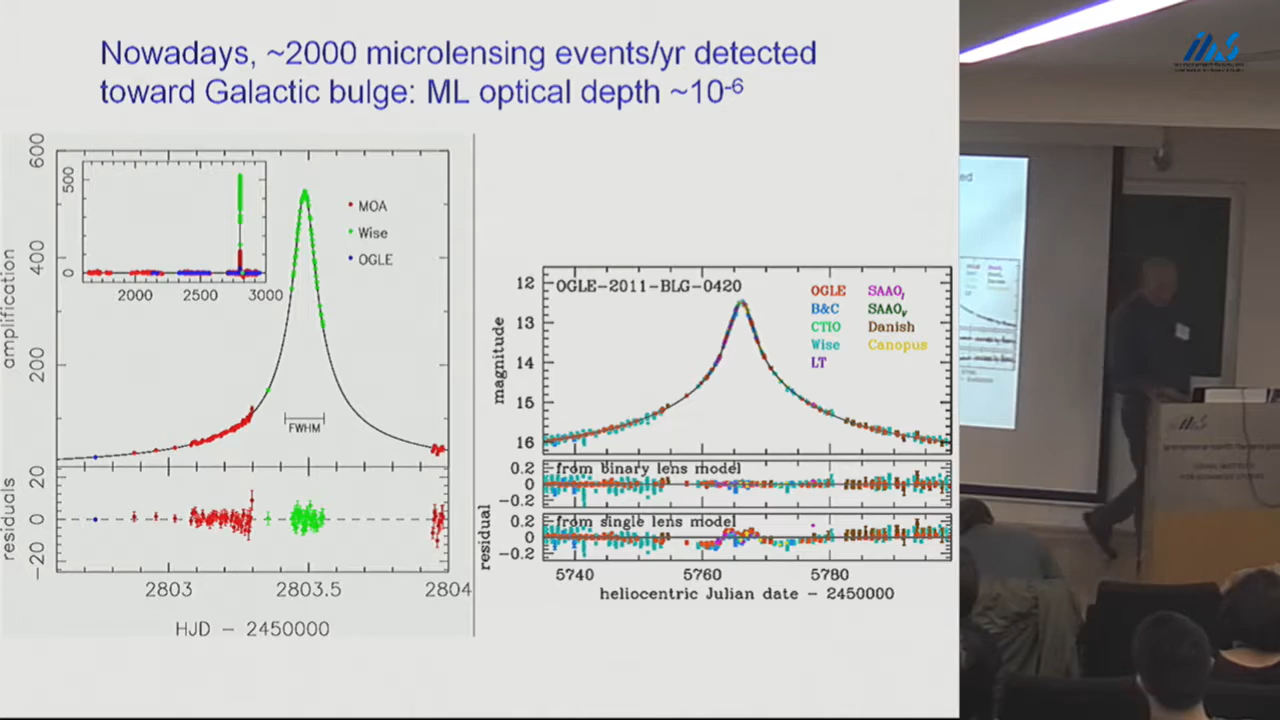 Nowadays, ~2000 microlensing events/yr detected
toward Galactic bulge: ML optical depth ~10-6
amplification
600
400
200
500
0
2000
2500
3000
MOA
Wise
OGLE
FWHM
residuals
20
0
-20
2803
2803.5
2804
HJD - 2450000
magnitude
12
13
14
15
16
OGLE-2011-BLG-0420
OGLE
B&C
CTIO
Wise
LT
SAAOI
SAAOV
Danish
Canopus
residual
0.2
0
-0.2
from binary lens model
0.2
0
-0.2
from single lens model
5740
5760
5780
heliocentric Julian date - 2450000